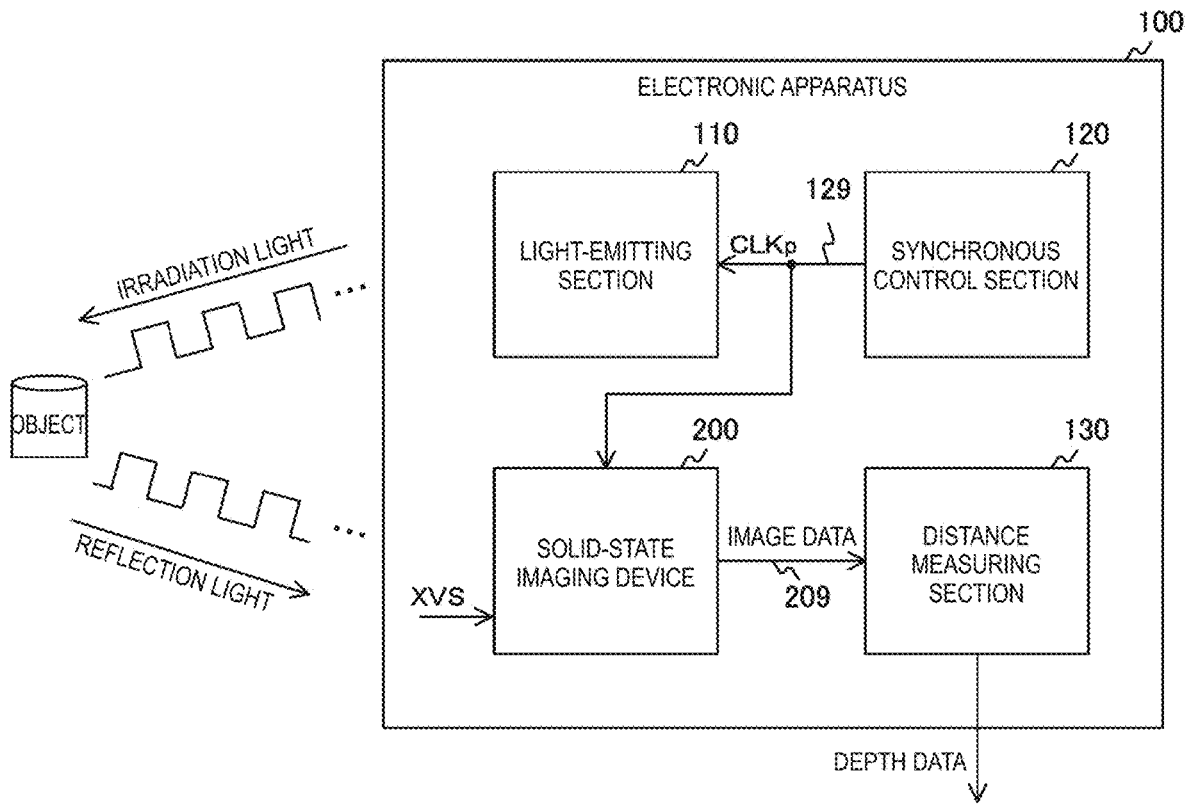 100
ELECTRONIC APPARATUS
110
120
LIGHT-EMITTING
SECTION
CLKp
129
SYNCHRONOUS
CONTROL SECTION
IRRADIATION LIGHT
...
OBJECT
...
REFLECTION LIGHT
200
130
SOLID-STATE
IMAGING DEVICE
IMAGE DATA
209
DISTANCE
MEASURING
SECTION
XVS
DEPTH DATA